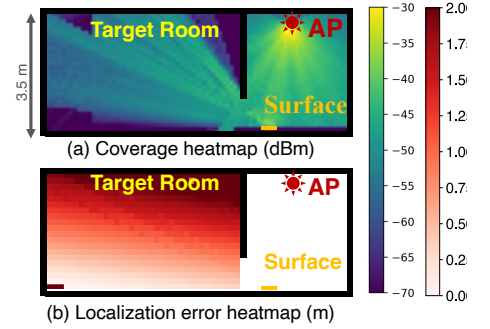 Target Room
AP
Surface
3.5 m
(a) Coverage heatmap (dBm)
Target Room
AP
Surface
(b) Localization error heatmap (m)
−30
−35
−40
−45
−50
−55
−60
−65
−70
2.00
1.75
1.50
1.25
1.00
0.75
0.50
0.25
0.00